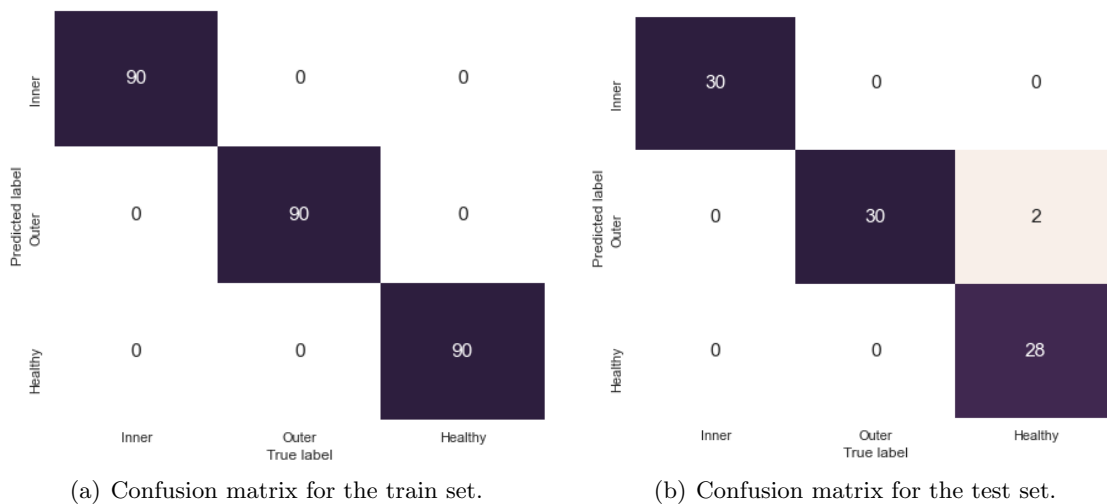 Inner 90 0 0
Predicted label
Outer 0 90 0
Healthy 0 0 90
Inner Outer Healthy
True label
(a) Confusion matrix for the train set.
Inner 30 0 0
Predicted label
Outer 0 30 2
Healthy 0 0 28
Inner Outer Healthy
True label
(b) Confusion matrix for the test set.